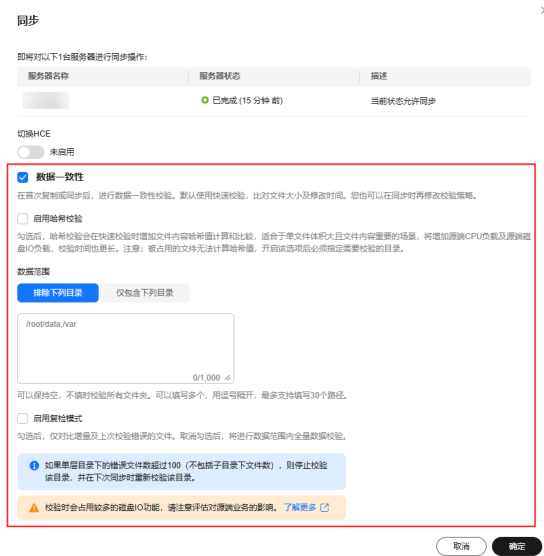 同步
即将对以下1台服务器进行同步操作：
服务器名称 服务器状态 描述
已完成 (15 分钟 前) 当前状态允许同步
切换HCE
未启用
数据一致性
在首次复制或同步后，进行数据一致性校验。默认使用快速校验，比对文件大小及修改时间。您也可以在同步时再修改校验策略。
启用哈希校验
勾选后，哈希校验会在快速校验时增加文件内容哈希值计算和比较，适合于单文件体积大且文件内容重要的场景，将增加源端CPU负载及源端磁
盘IO负载、校验时间也更长。注意：被占用的文件无法计算哈希值，开启该选项后必须指定需要校验的目录。
数据范围
排除下列目录 仅包含下列目录
/root/data,/var
0/1,000
可以保持空，不填时校验所有文件夹。可以填写多个，用逗号隔开，最多支持填写30个路径。
启用复检模式
勾选后，仅对比增量及上次校验错误的文件。取消勾选后，将进行数据范围内全量数据校验。
如果单层目录下的错误文件数超过100（不包括子目录下文件数），则停止校验
该目录，并在下次同步时重新校验该目录。
校验时会占用较多的磁盘IO功能，请注意评估对源端业务的影响。 了解更多
取消 确定